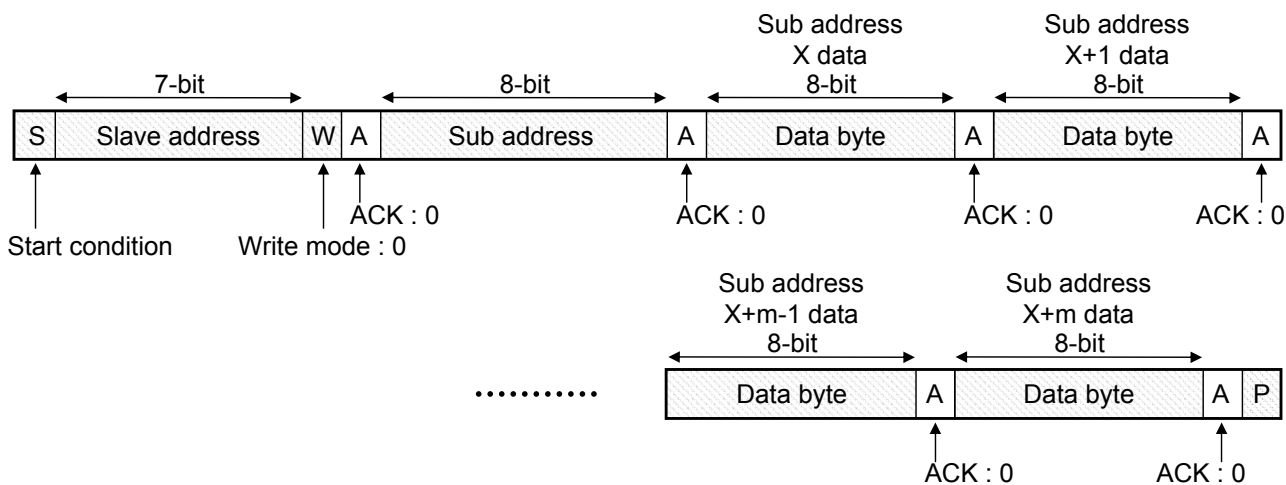 Sub address Sub address
X data X+1 data
7-bit 8-bit 8-bit 8-bit
S Slave address W A Sub address A Data byte A Data byte A
ACK : 0 ACK : 0 ACK : 0 ACK : 0
Start condition Write mode : 0
Sub address Sub address
X+m-1 data X+m data
8-bit 8-bit
........... Data byte A Data byte A P
ACK : 0 ACK : 0